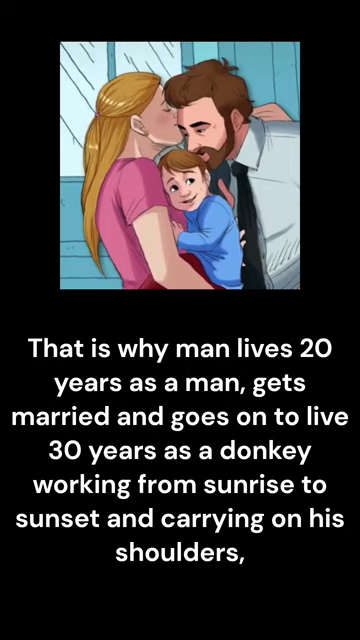 That is why man lives 20
years as a man, gets
married and goes on to live
30 years as a donkey
working from sunrise to
sunset and carrying on his
shoulders,